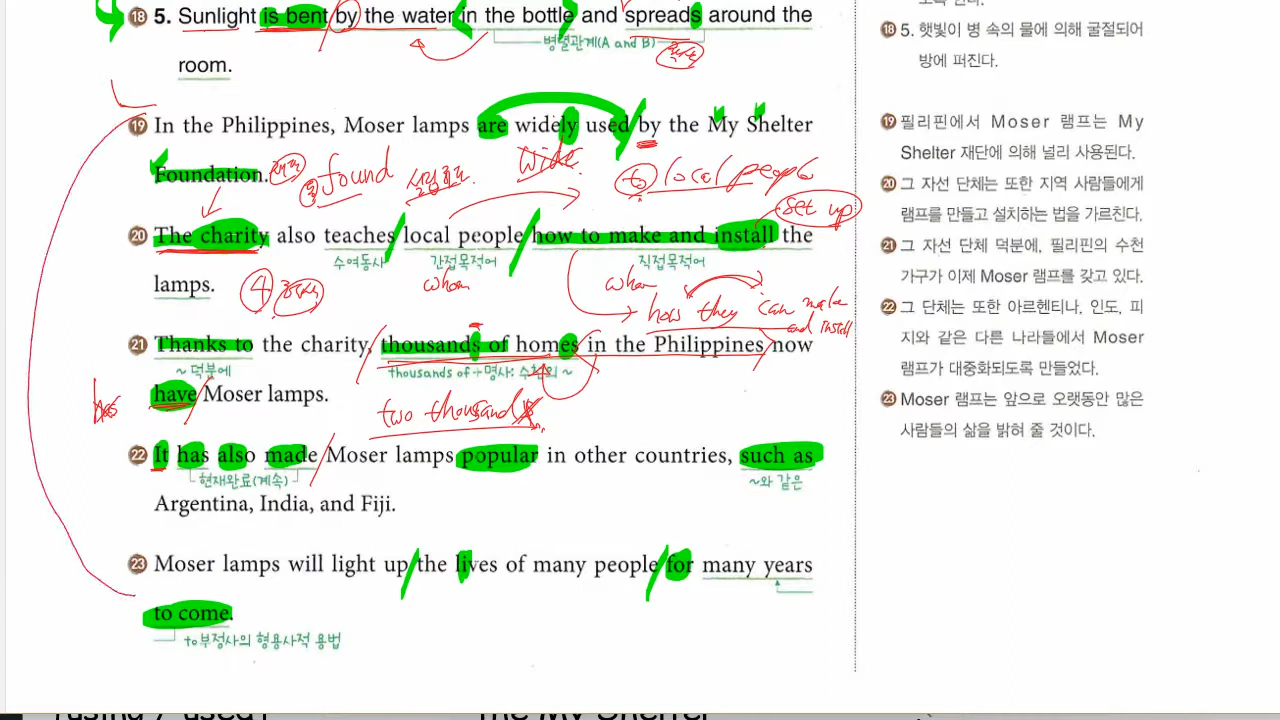 18 5. Sunlight is bent by the water in the bottle and spreads around the
병렬관계(A and B)
room.
19 In the Philippines, Moser lamps are widely used by the My Shelter
Foundation.
found
wide
to local people
set up
20 The charity also teaches local people how to make and install the
수여동사 간접목적어 직접목적어
lamps.
whom
how they can make
and install
21 Thanks to the charity, thousands of homes in the Philippines now
~ 덕분에 thousands of+명사: 수천의 ~
have Moser lamps.
has
two thousand
22 It has also made Moser lamps popular in other countries, such as
현재완료(계속) ~와 같은
Argentina, India, and Fiji.
23 Moser lamps will light up the lives of many people for many years
to come.
to부정사의 형용사적 용법
18 5. 햇빛이 병 속의 물에 의해 굴절되어
방에 퍼진다.
19 필리핀에서 Moser 램프는 My
Shelter 재단에 의해 널리 사용된다.
20 그 자선 단체는 또한 지역 사람들에게
램프를 만들고 설치하는 법을 가르친다.
21 그 자선 단체 덕분에, 필리핀의 수천
가구가 이제 Moser 램프를 갖고 있다.
22 그 단체는 또한 아르헨티나, 인도, 피
지와 같은 다른 나라들에서 Moser
램프가 대중화되도록 만들었다.
23 Moser 램프는 앞으로 오랫동안 많은
사람들의 삶을 밝혀 줄 것이다.